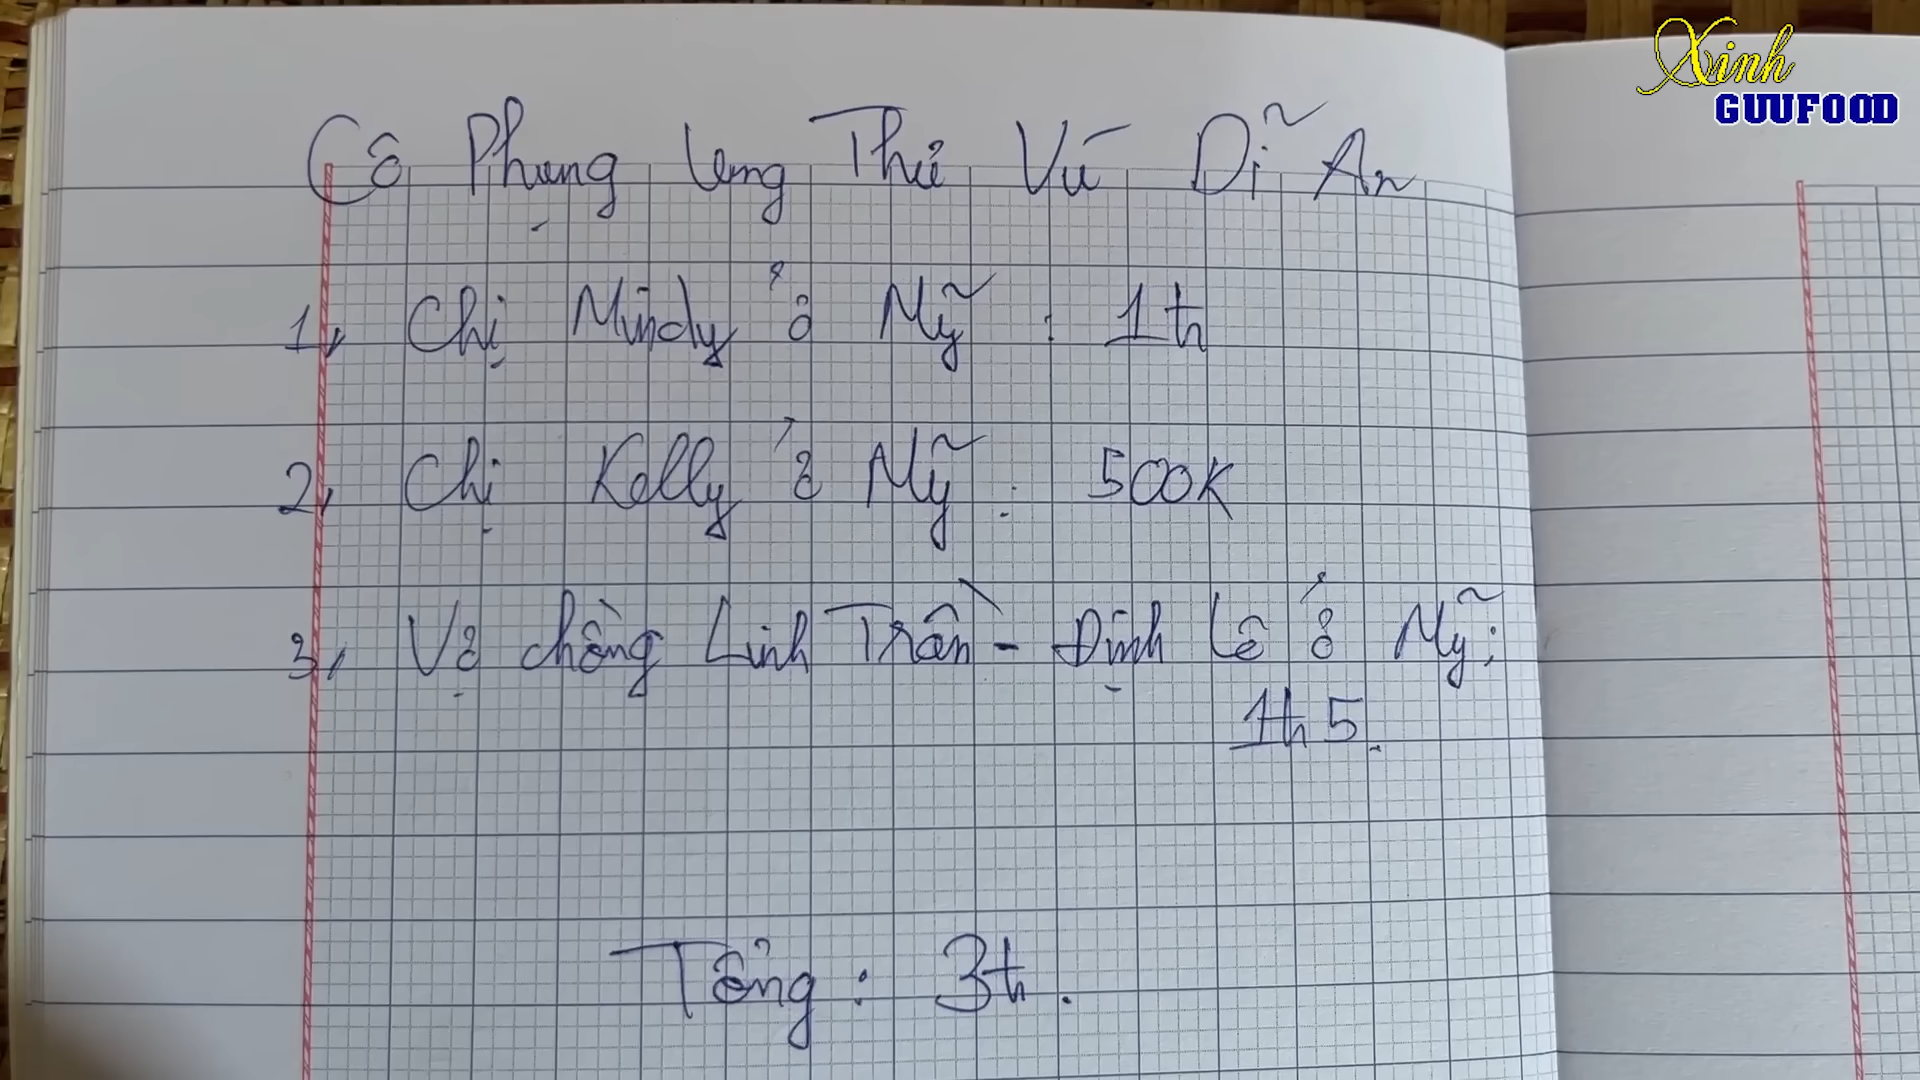 Xinh
GUUFOOD
Cô Phụng Ung Thư Vú Dĩ An
1, Chị Mindy ở Mỹ : 1tr
2, Chị Kelly ở Mỹ : 500K
3, Vợ chồng Linh Trần - Định Lê ở Mỹ:
1tr5.
Tổng : 3tr.